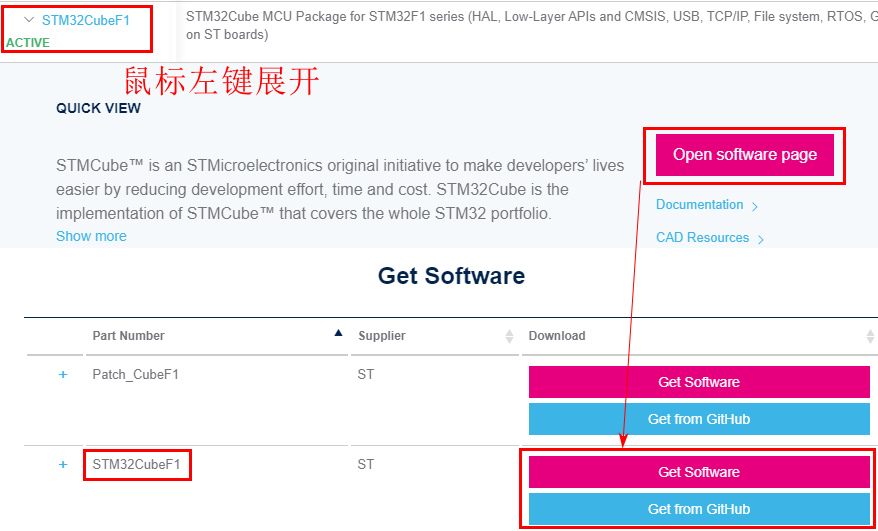 STM32CubeF1
STM32Cube MCU Package for STM32F1 series (HAL, Low-Layer APIs and CMSIS, USB, TCP/IP, File system, RTOS, G
ACTIVE
on ST boards)
鼠标左键展开
QUICK VIEW
Open software page
STMCube™ is an STMicroelectronics original initiative to make developers’ lives
easier by reducing development effort, time and cost. STM32Cube is the
implementation of STMCube™ that covers the whole STM32 portfolio.
Show more
Documentation
CAD Resources
Get Software
Part Number Supplier Download
+ Patch_CubeF1 ST Get Software
Get from GitHub
+ STM32CubeF1 ST Get Software
Get from GitHub